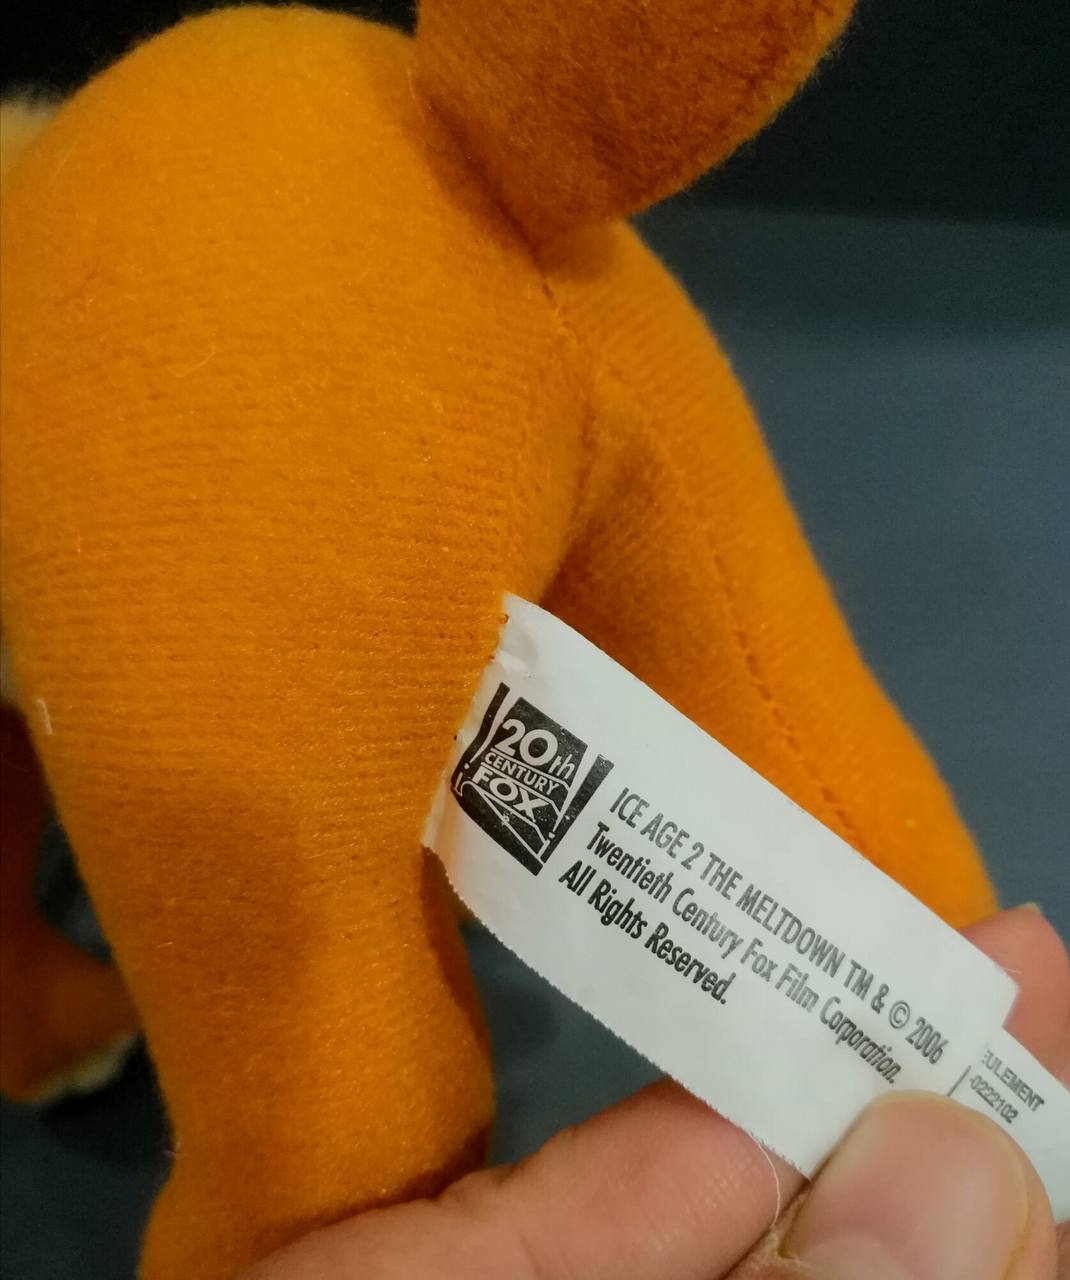 20th
CENTURY
FOX
ICE AGE 2 THE MELTDOWN TM & © 2006
Twentieth Century Fox Film Corporation.
All Rights Reserved.
EULEMENT
-0222102